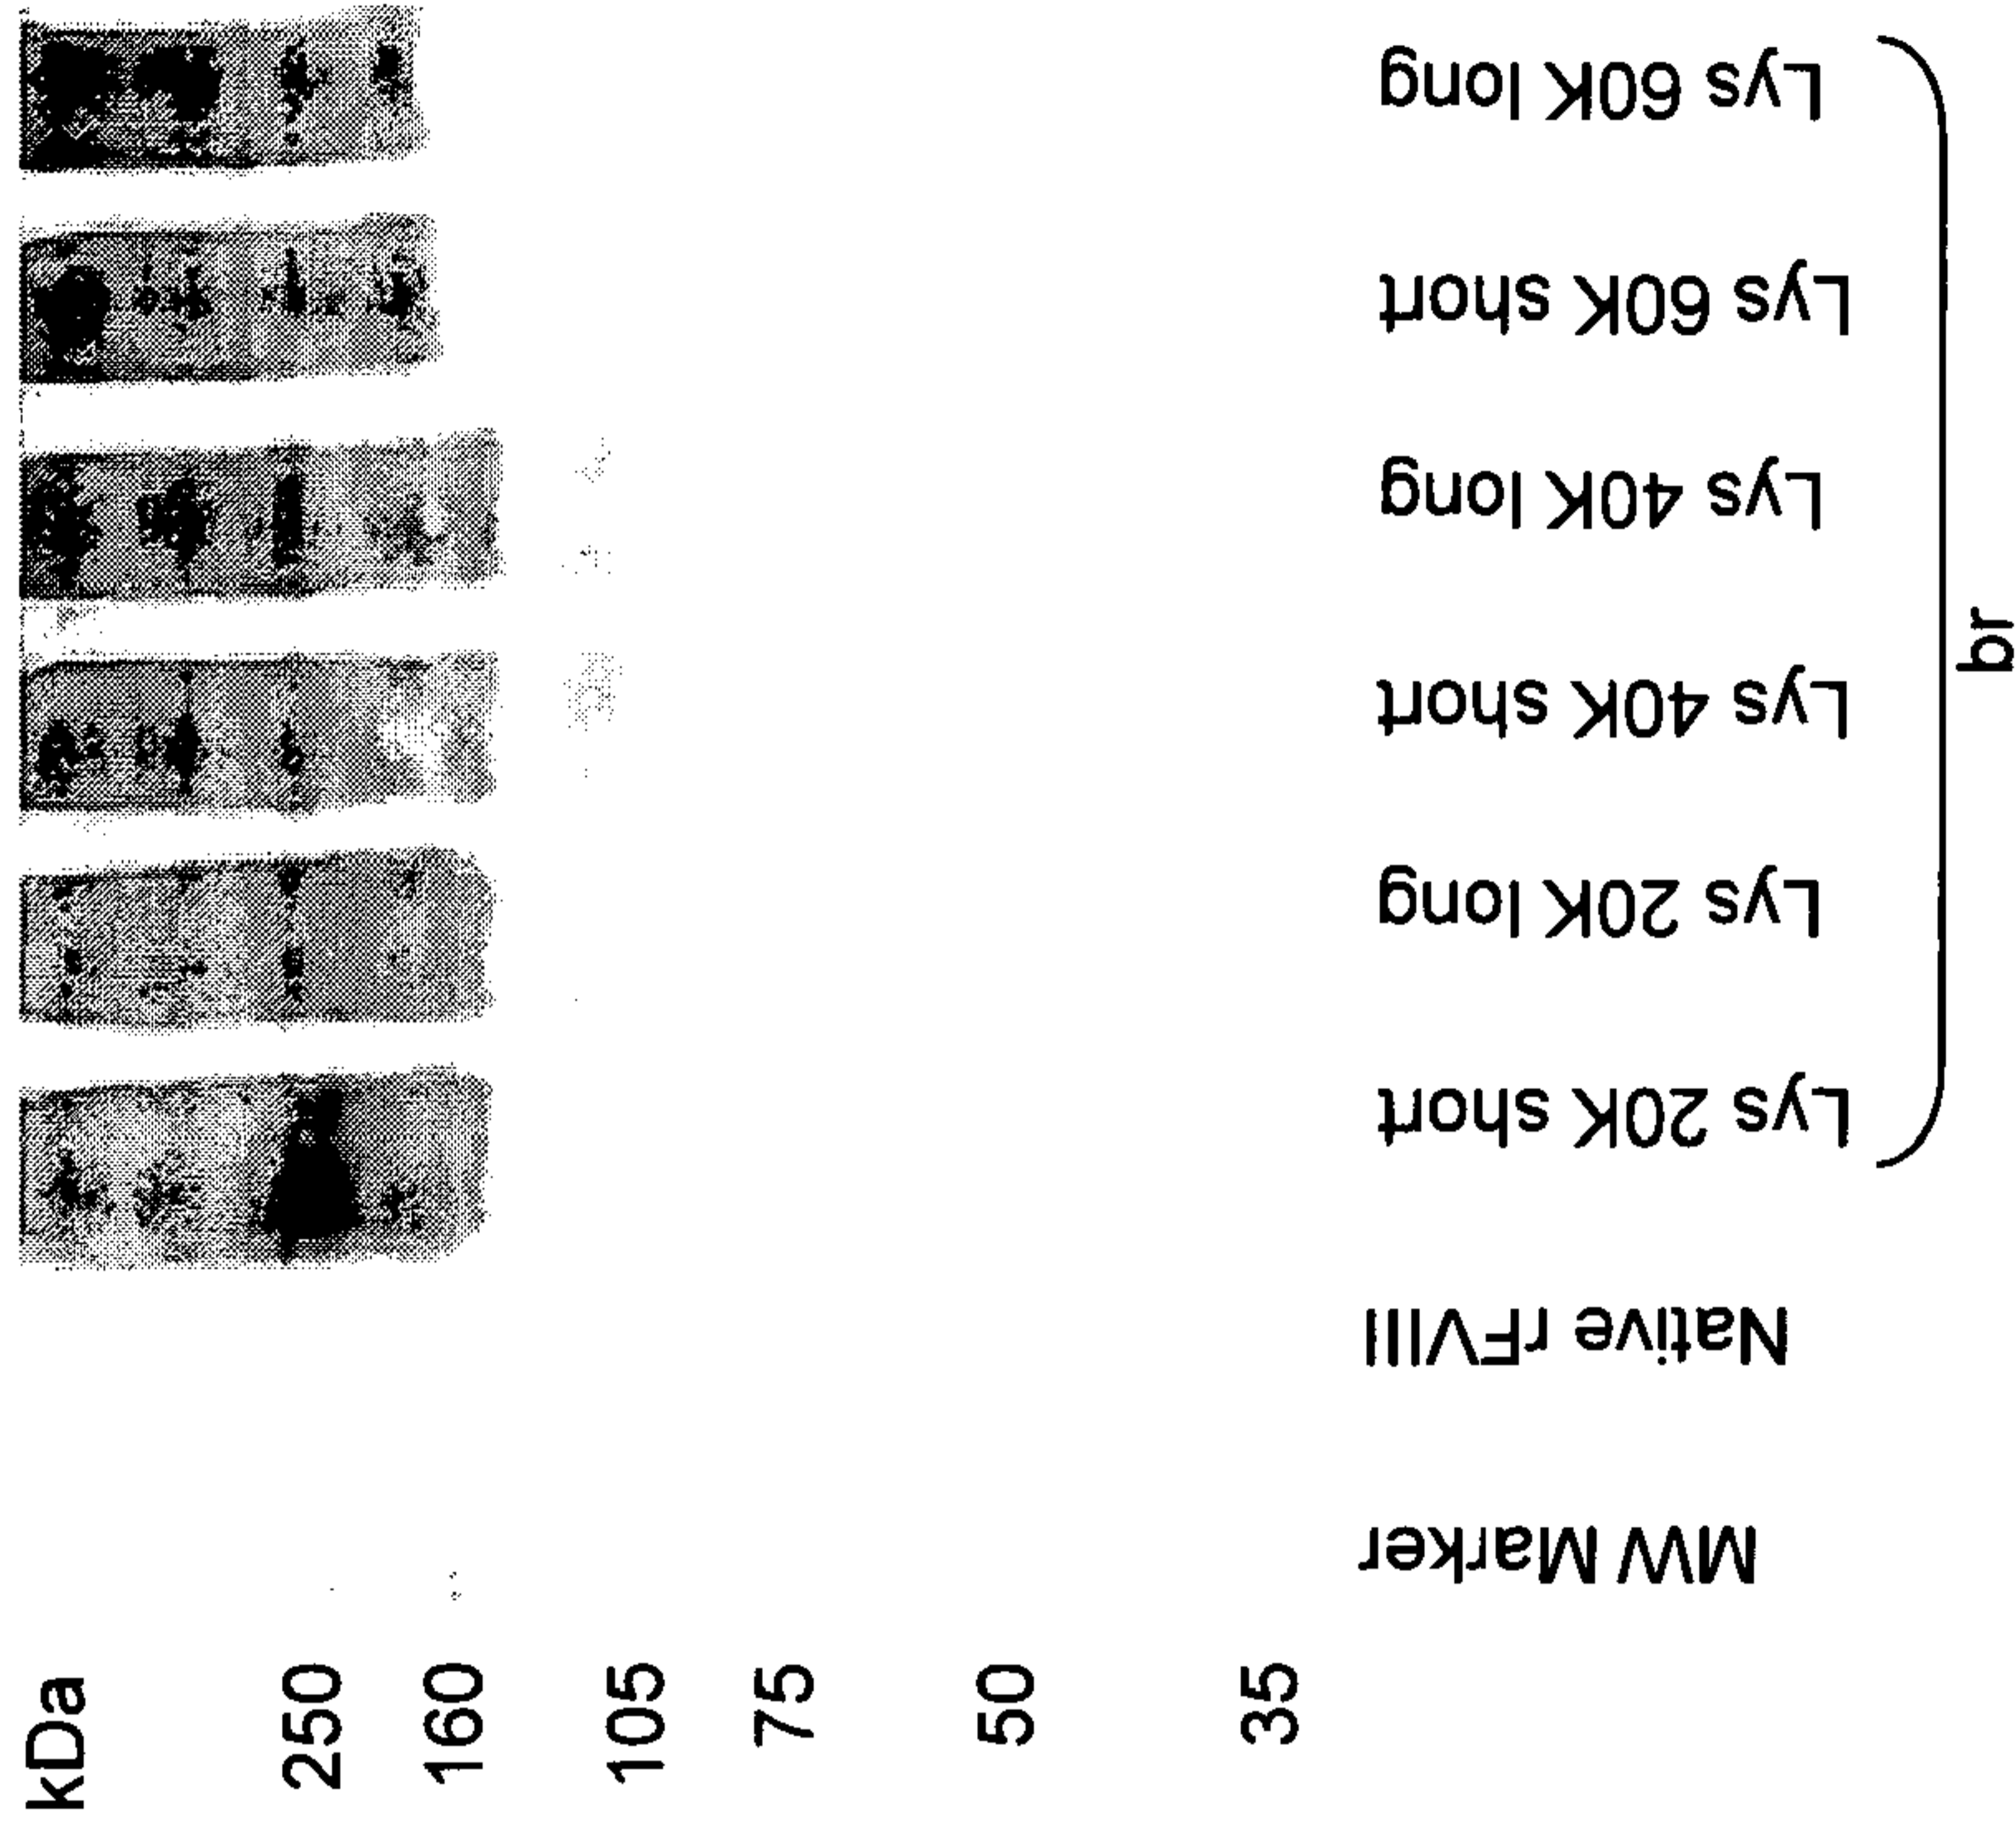 kDa
250
160
105
75
50
35
MW Marker
Native rFVIII
Lys 20K short
Lys 20K long
Lys 40K short
Lys 40K long
Lys 60K short
Lys 60K long
br